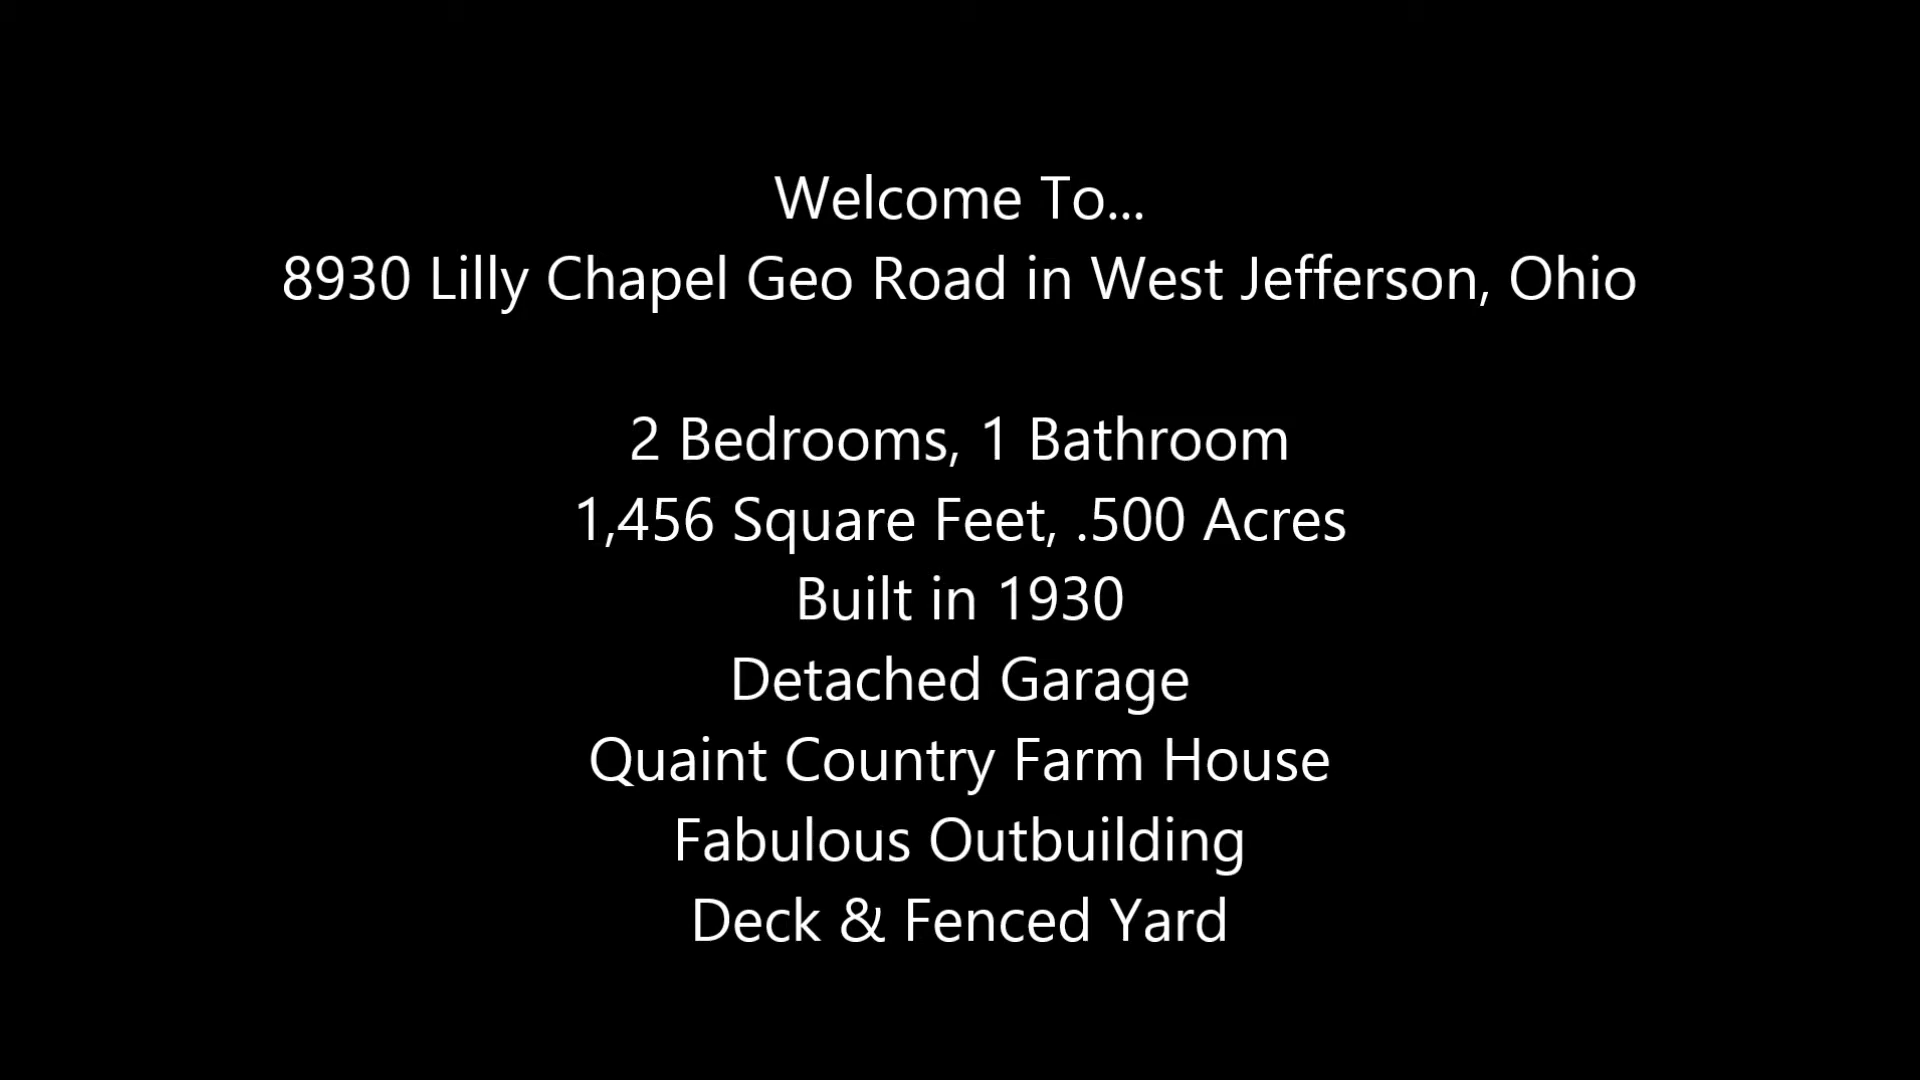 Welcome To...
8930 Lilly Chapel Geo Road in West Jefferson, Ohio
2 Bedrooms, 1 Bathroom
1,456 Square Feet, .500 Acres
Built in 1930
Detached Garage
Quaint Country Farm House
Fabulous Outbuilding
Deck & Fenced Yard